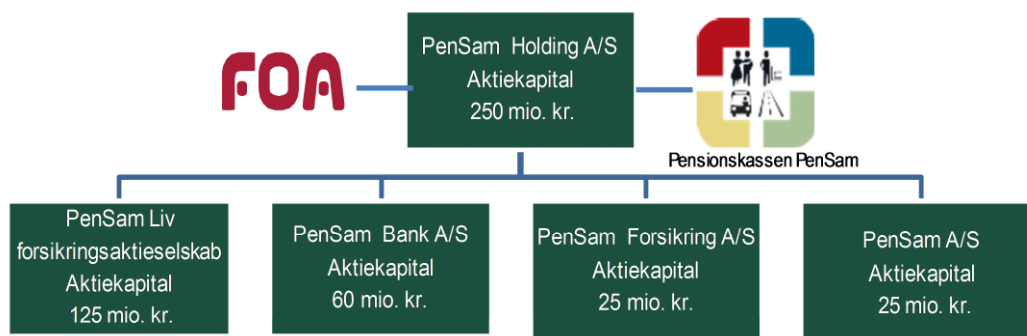 PenSam Holding A/S
Aktiekapital
250 mio. kr.
FOA
Pensionskassen PenSam
PenSam Liv
forsikringsaktieselskab
Aktiekapital
125 mio. kr.
PenSam Bank A/S
Aktiekapital
60 mio. kr.
PenSam Forsikring A/S
Aktiekapital
25 mio. kr.
PenSam A/S
Aktiekapital
25 mio. kr.